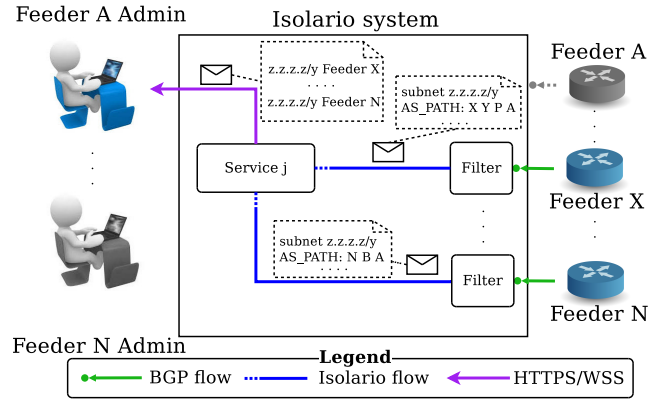 Feeder A Admin
Isolario system
Feeder A
z.z.z.z/y Feeder X
. . . .
z.z.z.z/y Feeder N
subnet z.z.z.z/y
AS_PATH: X Y P A
. . . .
Service j
Filter
Feeder X
subnet z.z.z.z/y
AS_PATH: N B A
. . . .
Filter
Feeder N
Feeder N Admin
Legend
BGP flow
Isolario flow
HTTPS/WSS